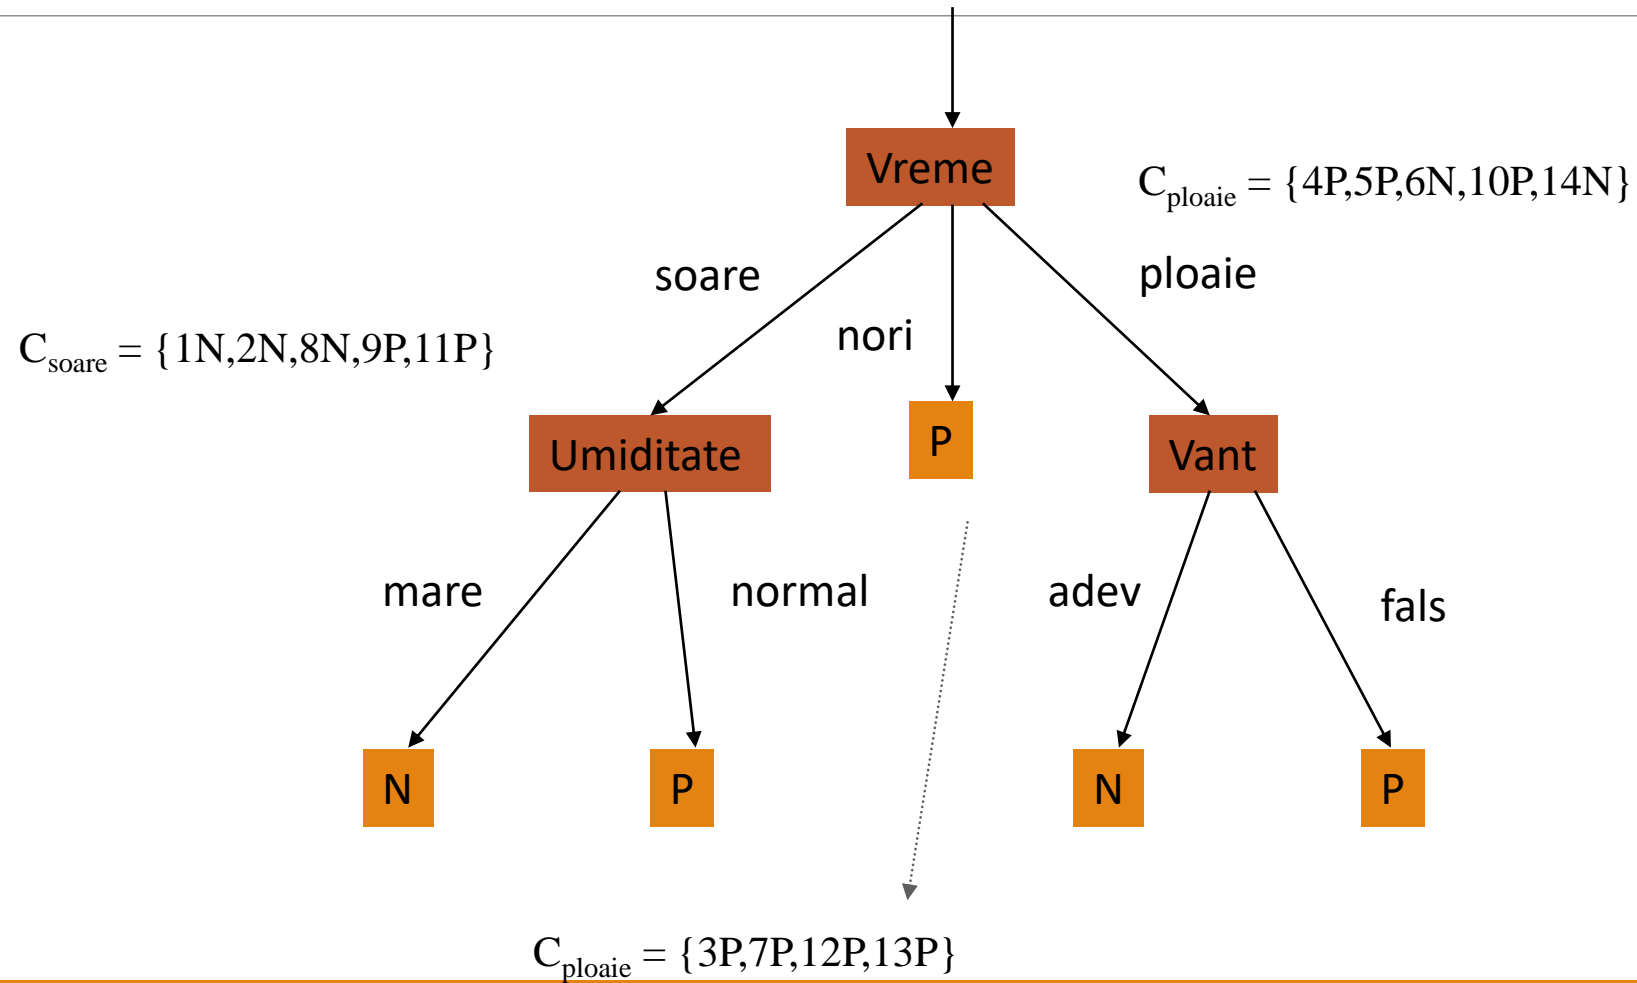 Vreme
C_ploaie = {4P,5P,6N,10P,14N}
soare
ploaie
nori
C_soare = {1N,2N,8N,9P,11P}
Umiditate
P
Vant
mare
normal
adev
fals
N
P
N
P
C_ploaie = {3P,7P,12P,13P}